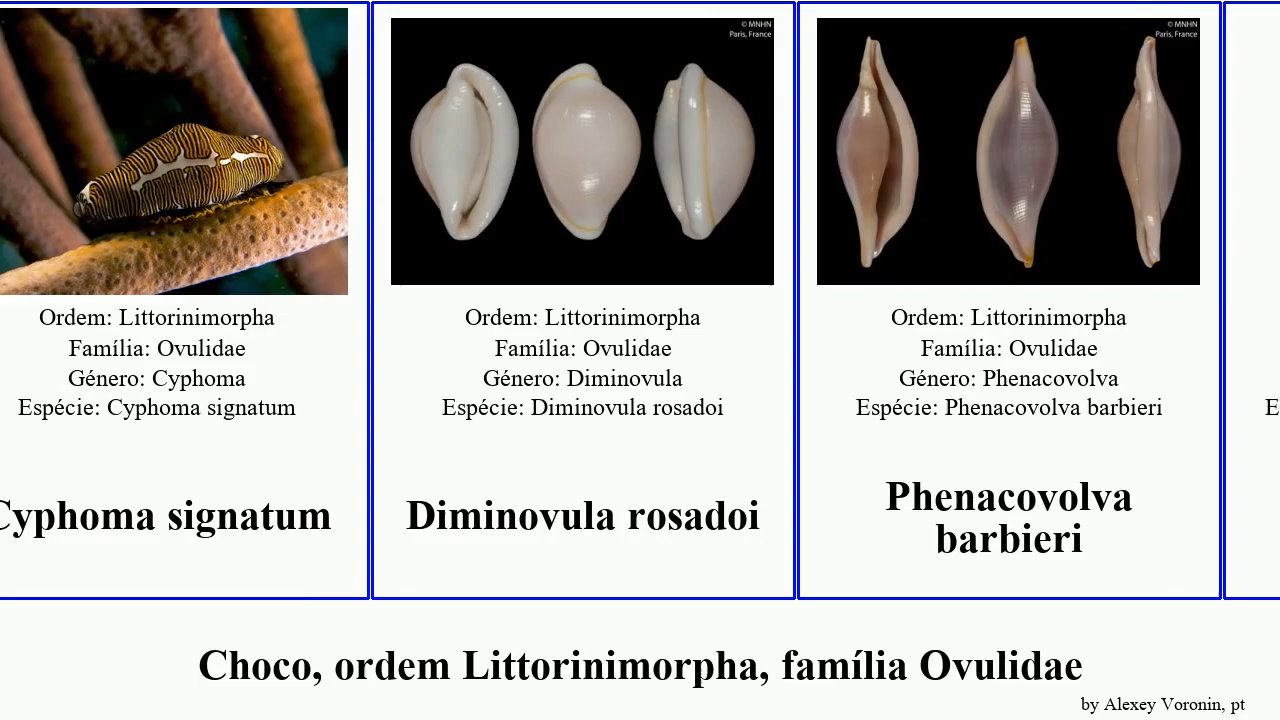 Ordem: Littorinimorpha
Família: Ovulidae
Género: Cyphoma
Espécie: Cyphoma signatum
Cyphoma signatum
© MNHN
Paris, France
Ordem: Littorinimorpha
Família: Ovulidae
Género: Diminovula
Espécie: Diminovula rosadoi
Diminovula rosadoi
© MNHN
Paris, France
Ordem: Littorinimorpha
Família: Ovulidae
Género: Phenacovolva
Espécie: Phenacovolva barbieri
Phenacovolva
barbieri
E
Choco, ordem Littorinimorpha, família Ovulidae
by Alexey Voronin, pt